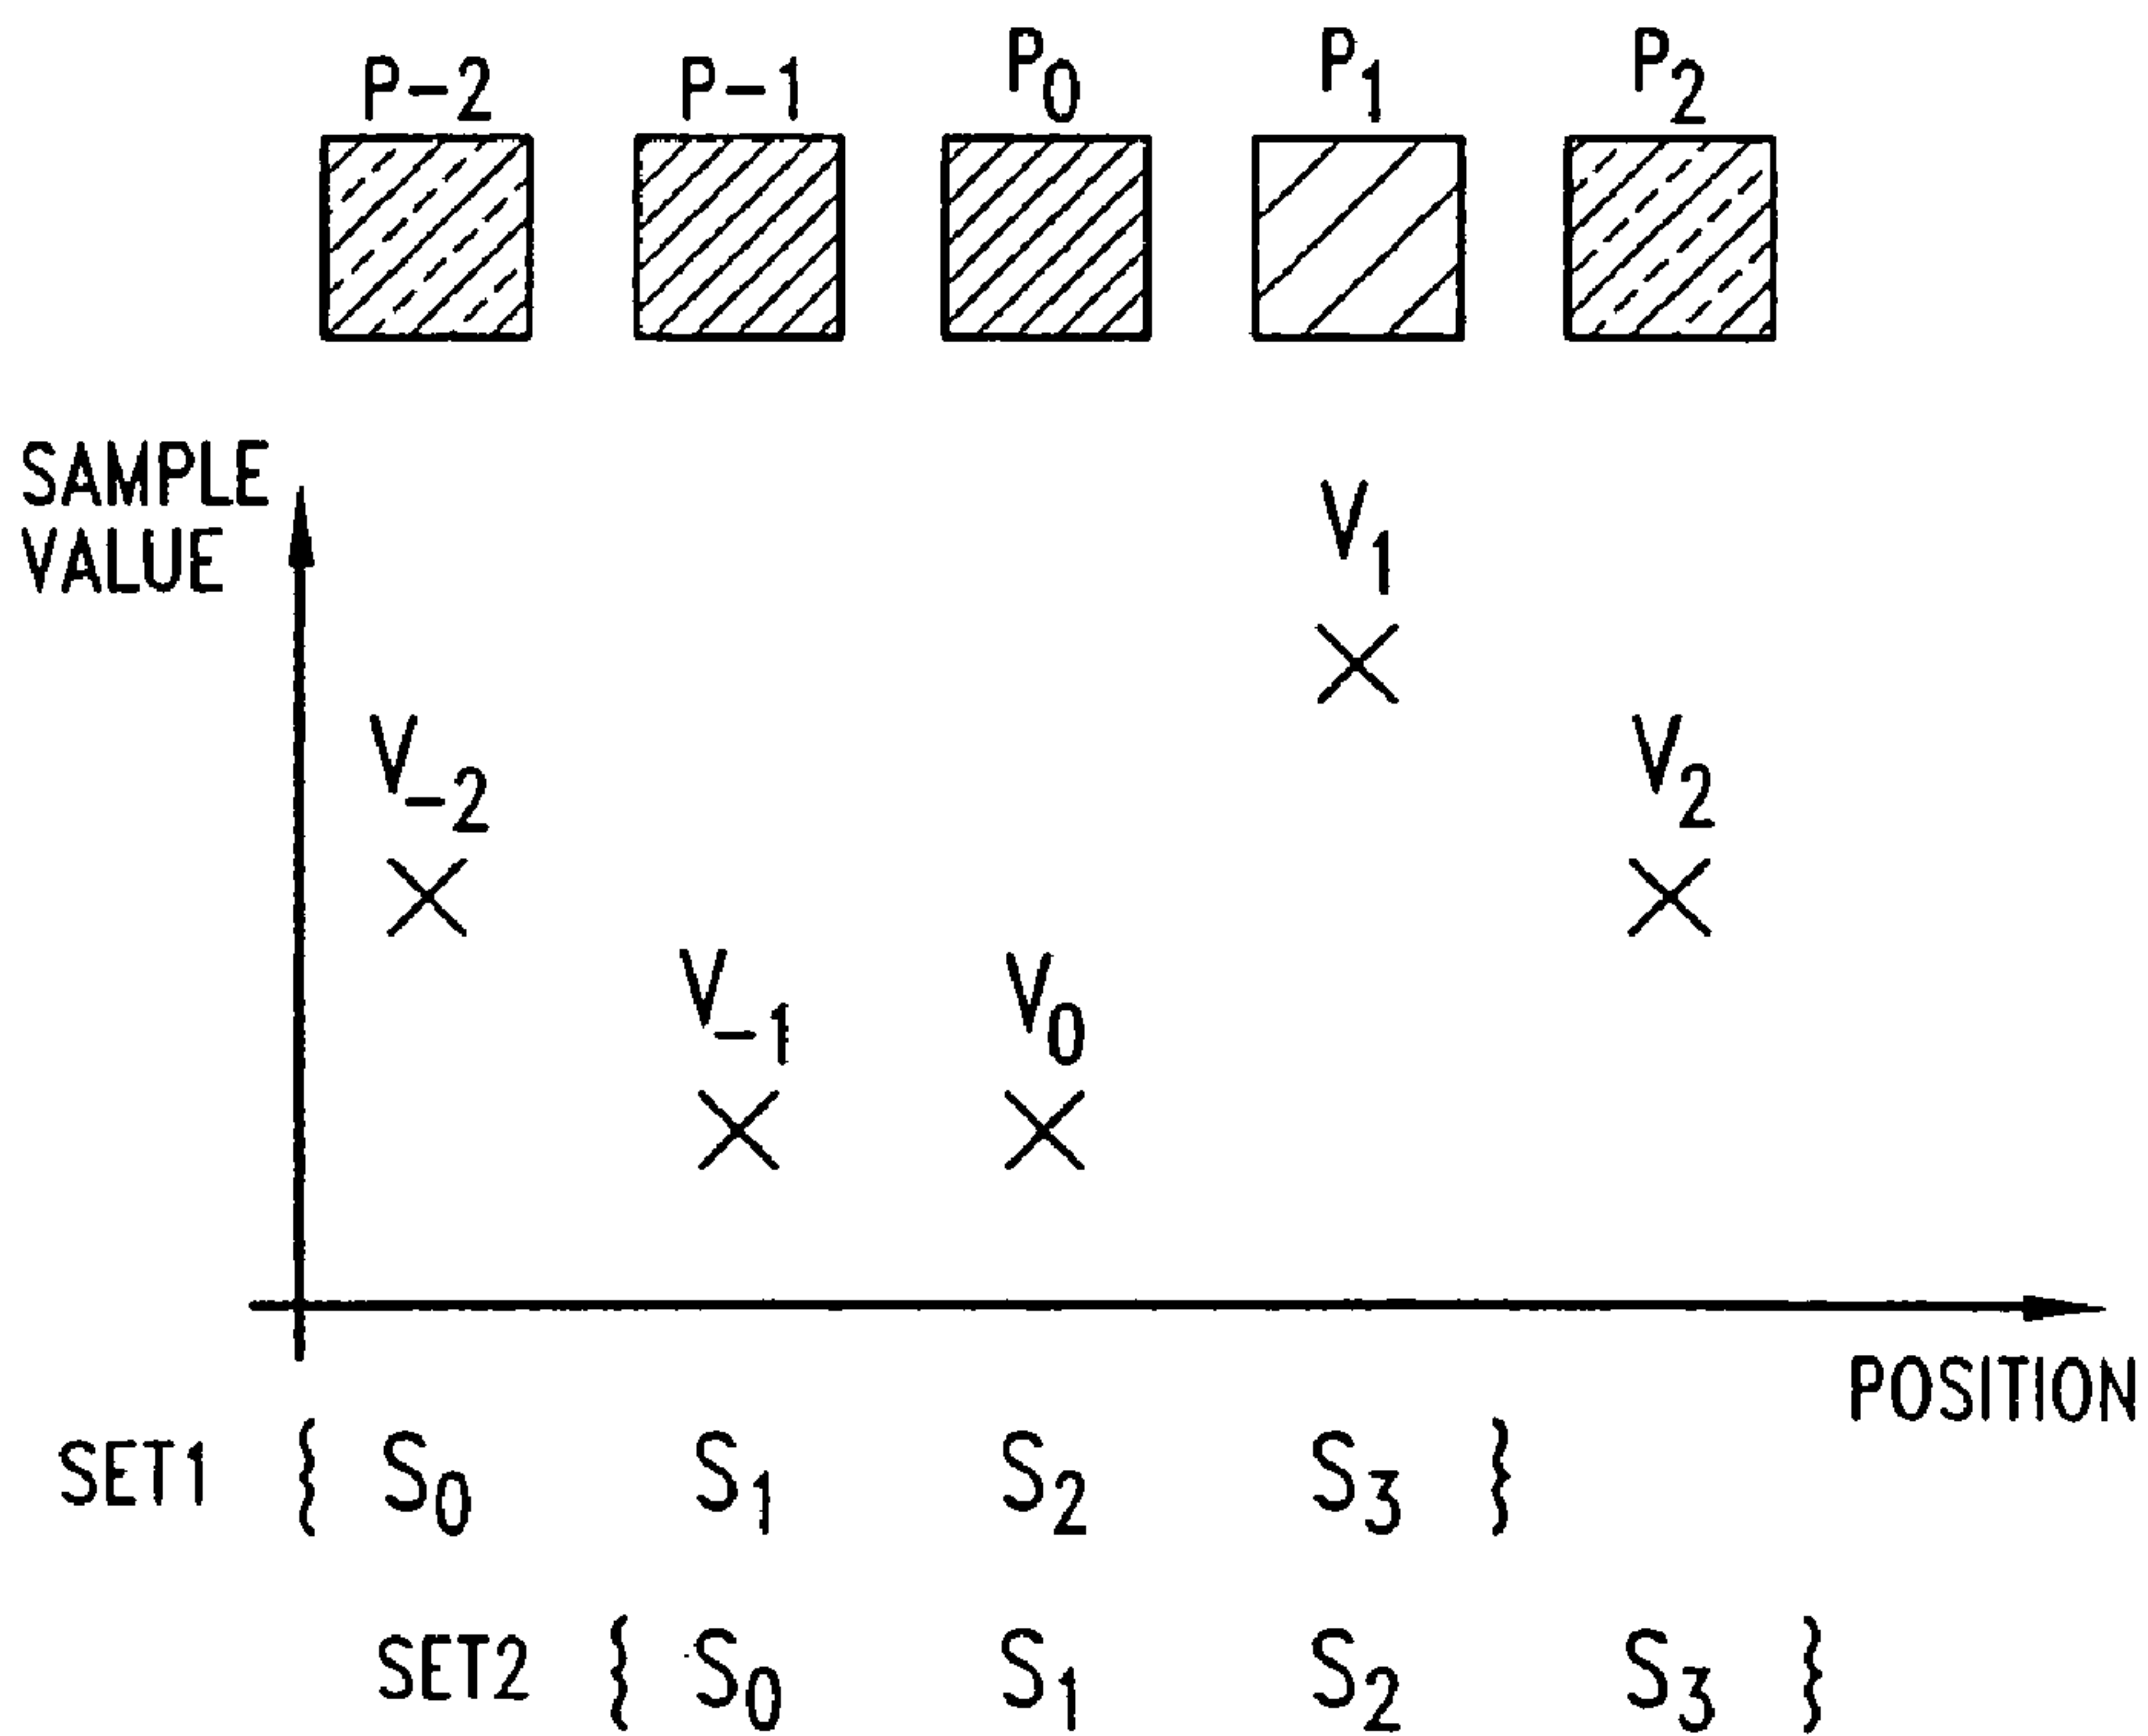 P-2 P-1 P₀ P₁ P₂
SAMPLE
VALUE
V₁
V₋₂ V₂
V₋₁ V₀
POSITION
SET1 { S₀ S₁ S₂ S₃ }
SET2 { S₀ S₁ S₂ S₃ }